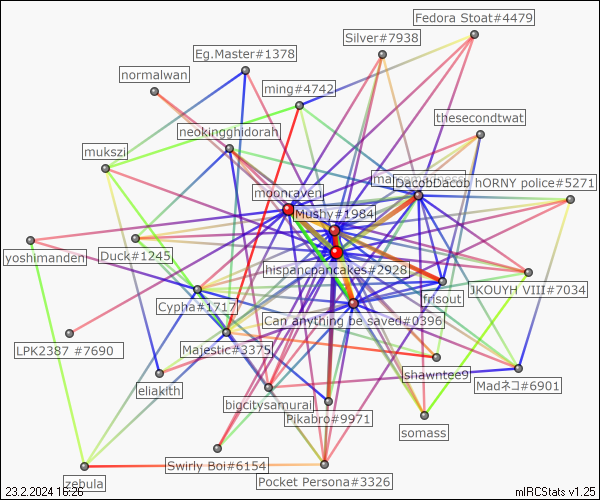 Fedora Stoat#4479
Silver#7938
Eg.Master#1378
normalwan
ming#4742
thesecondtwat
neokingghidorah
mukszi
DacobDacob
hORNY police#5271
moonraven
Mushy#1984
yoshimanden
Duck#1245
hispancpancakes#2928
JKOUYH VIII#7034
frisout
Cypha#1717
Can anything be saved#0396
LPK2387 #7690
Majestic#3375
shawntee9
eliakith
Madネコ#6901
bigcitysamurai
Pikabro#9971
somass
Swirly Boi#6154
zebula
Pocket Persona#3326
23.2.2024 16:26
mIRCStats v1.25